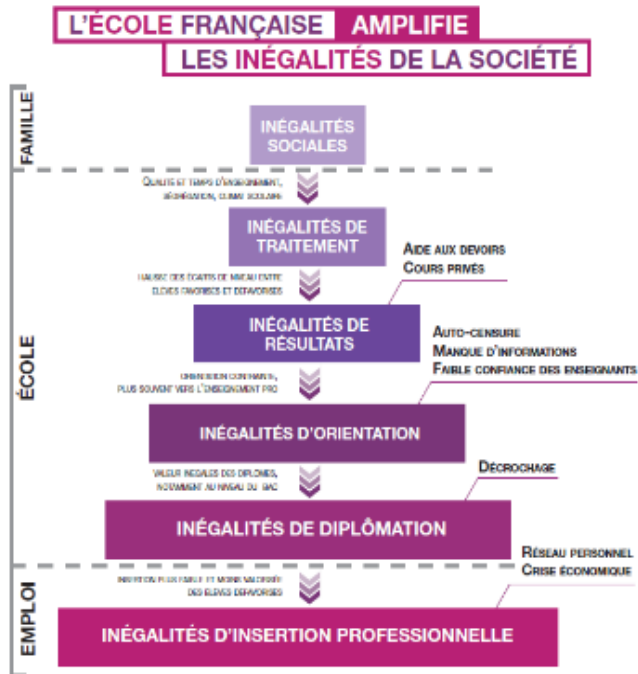 L'ÉCOLE FRANÇAISE AMPLIFIE
LES INÉGALITÉS DE LA SOCIÉTÉ
FAMILLE
INÉGALITÉS
SOCIALES
QUALITÉ ET TEMPS D'ENSEIGNEMENT,
SÉGRÉGATION, CLIMAT SCOLAIRE
ÉCOLE
INÉGALITÉS DE
TRAITEMENT
AIDE AUX DEVOIRS
COURS PRIVÉS
HAUSSE DES ÉCARTS DE NIVEAU ENTRE
ÉLÈVES FAVORISÉS ET DÉFAVORISÉS
INÉGALITÉS DE
RÉSULTATS
AUTO-CENSURE
MANQUE D'INFORMATIONS
FAIBLE CONFIANCE DES ENSEIGNANTS
ORIENTATION CONTRAINTE,
PLUS SOUVENT VERS L'ENSEIGNEMENT PRO
INÉGALITÉS D'ORIENTATION
VALEUR INÉGALES DES DIPLÔMES,
NOTAMMENT AU NIVEAU DU BAC
DÉCROCHAGE
INÉGALITÉS DE DIPLÔMATION
RÉSEAU PERSONNEL
CRISE ÉCONOMIQUE
EMPLOI
INSERTION PLUS FAIBLE ET MOINS VALORISÉE
DES ÉLÈVES DÉFAVORISÉS
INÉGALITÉS D'INSERTION PROFESSIONNELLE